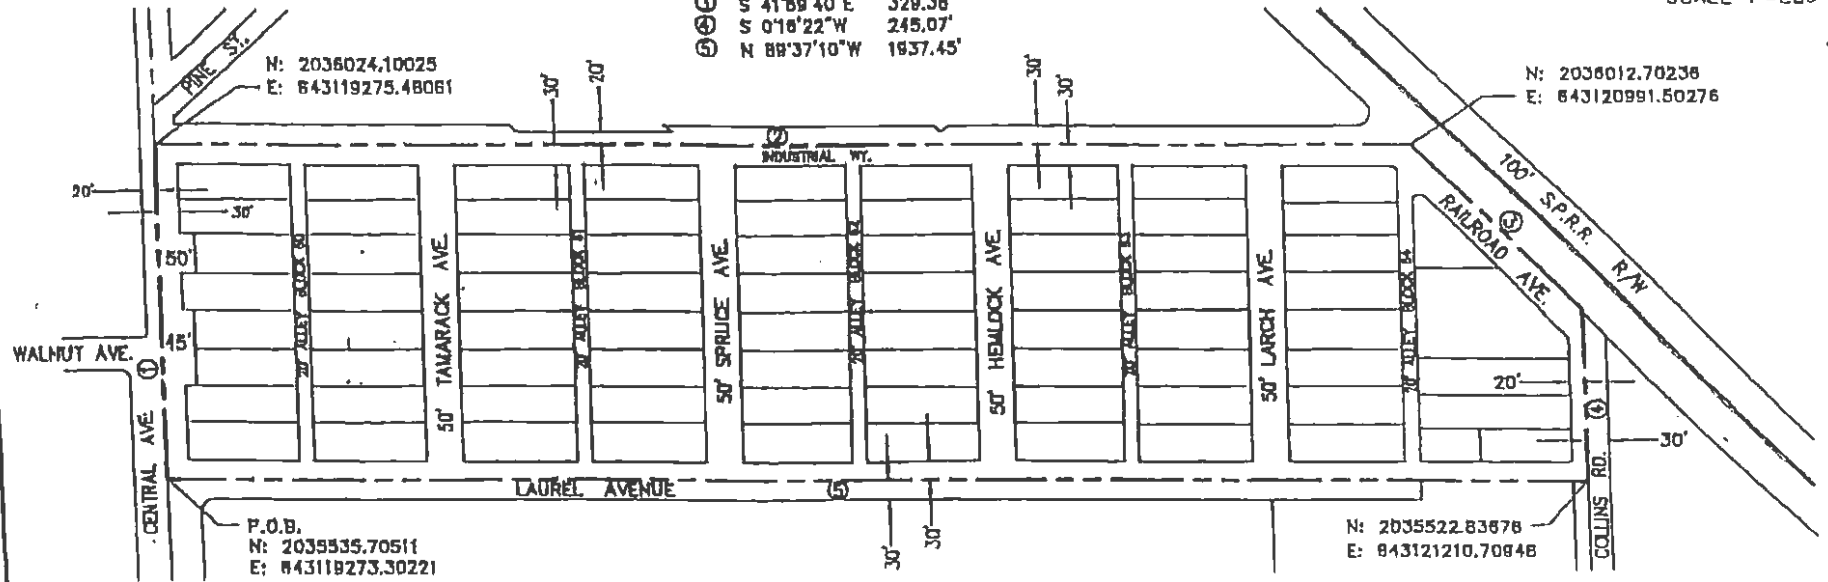 ③ S 41°59'40"E 329.36'
④ S 0°16'22"W 245.07'
⑤ N 89°37'10"W 1937.45'
PINE ST.
N: 2036024.10025
E: 643119275.48061
30'
20'
30'
30'
N: 2036012.70236
E: 643120991.50276
②
INDUSTRIAL WY.
20'
30'
50'
45'
WALNUT AVE.
①
CENTRAL AVE.
20' ALLEY BLOCK 60
50' TAMARACK AVE.
20' ALLEY BLOCK 61
50' SPRUCE AVE.
20' ALLEY BLOCK 62
50' HEMLOCK AVE.
20' ALLEY BLOCK 63
50' LARCH AVE.
20' ALLEY BLOCK 64
RAILROAD AVE.
③
100' S.P.R.R. R/W
20'
④
30'
COLLINS RD.
LAUREL AVENUE
⑤
30'
30'
P.O.B.
N: 2035535.70511
E: 643119273.30221
N: 2035522.83676
E: 643121210.70946